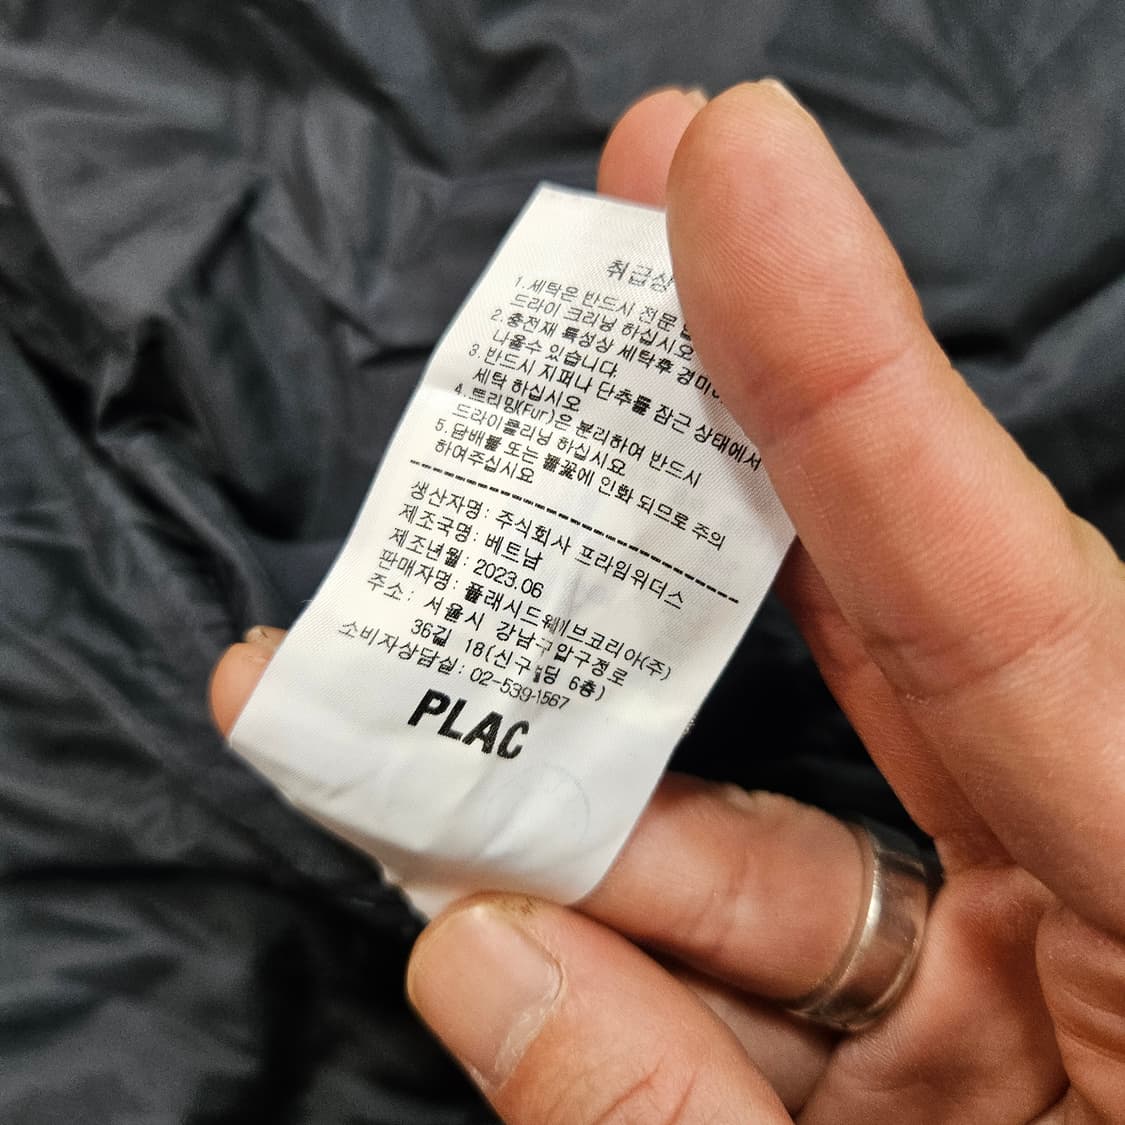 취급상
1.세탁은 반드시 전문
드라이 크리닝 하십시오
2.충전재 특성상 세탁후 경미
나올수 있습니다.
3.반드시 지퍼나 단추를 잠근 상태에서
세탁 하십시오
4.트리밍(Fur)은 분리하여 반드시
드라이클리닝 하십시요
5.담배불 또는 불꽃에 인화 되므로 주의
하여주십시요
생산자명: 주식회사 프라임워더스
제조국명: 베트남
제조년월: 2023.06
판매자명: 플래시드웨이브코리아(주)
주소: 서울시 강남구 압구정로
36길 18(신구빌딩 6층)
소비자상담실: 02-539-1567
PLAC